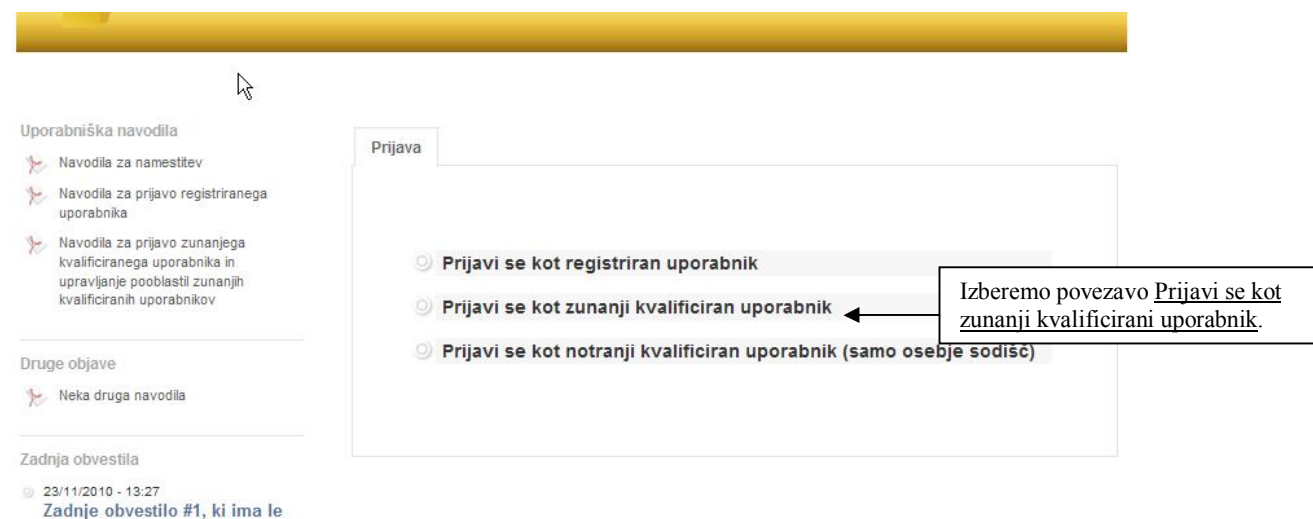 Uporabniška navodila
Navodila za namestitev
Navodila za prijavo registriranega
uporabnika
Navodila za prijavo zunanjega
kvalificiranega uporabnika in
upravljanje pooblastil zunanjih
kvalificiranih uporabnikov
Druge objave
Neka druga navodila
Zadnja obvestila
23/11/2010 - 13:27
Zadnje obvestilo #1, ki ima le
Prijava
Prijavi se kot registriran uporabnik
Prijavi se kot zunanji kvalificiran uporabnik
Prijavi se kot notranji kvalificiran uporabnik (samo osebje sodišč)
Izberemo povezavo Prijavi se kot
zunanji kvalificirani uporabnik.